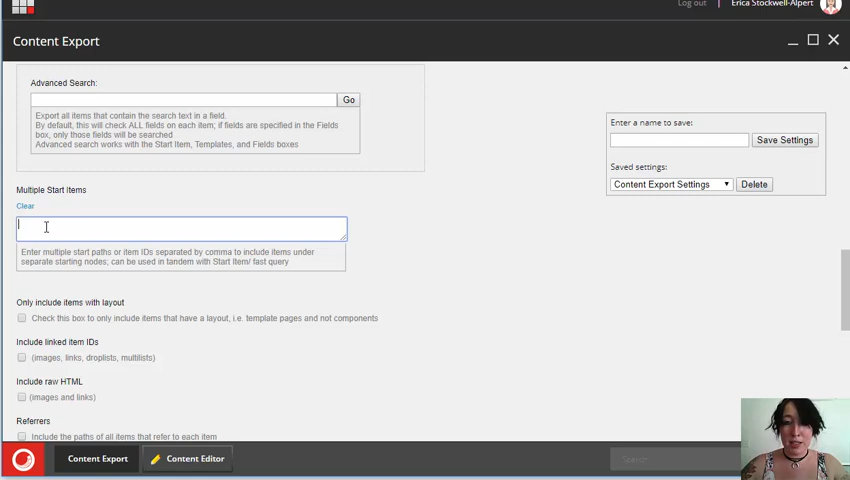 Log out
Erica Stockwell-Alpert
Content Export
Advanced Search:
Go
Export all items that contain the search text in a field.
By default, this will check ALL fields on each item; if fields are specified in the Fields
box, only those fields will be searched
Advanced search works with the Start Item, Templates, and Fields boxes
Enter a name to save:
Save Settings
Saved settings:
Content Export Settings
Delete
Multiple Start Items
Clear
Enter multiple start paths or item IDs separated by comma to include items under
separate starting nodes; can be used in tandem with Start Item/ fast query
Only include items with layout
Check this box to only include items that have a layout, i.e. template pages and not components
Include linked item IDs
(images, links, droplists, multilists)
Include raw HTML
(images and links)
Referrers
Include the paths of all items that refer to each item
Content Export
Content Editor
Search